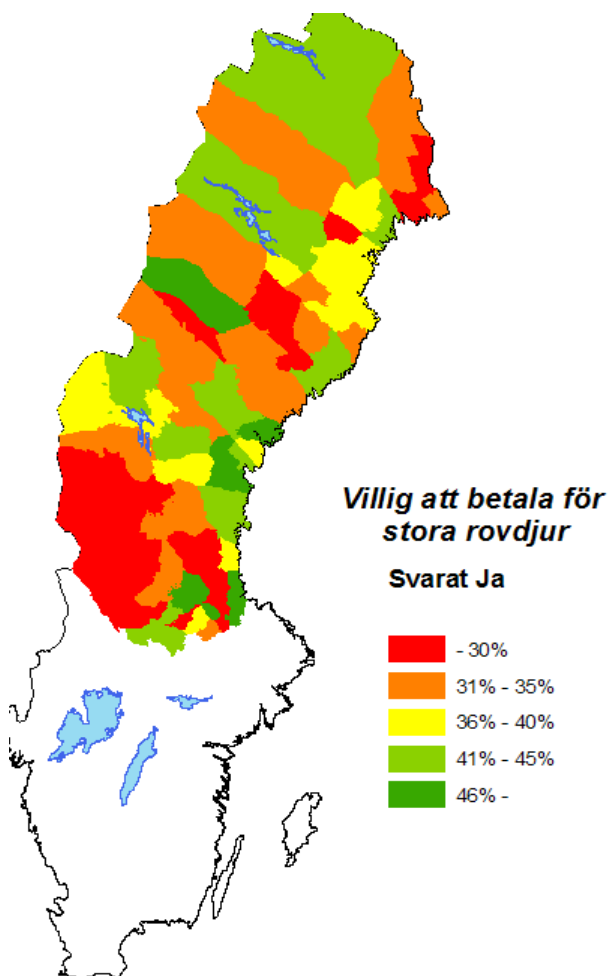 Villig att betala för
stora rovdjur
Svarat Ja
- 30%
31% - 35%
36% - 40%
41% - 45%
46% -